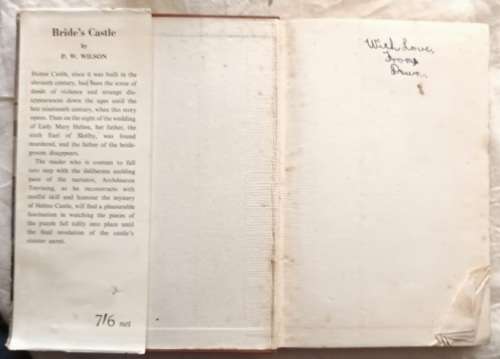 Bride's Castle
by
P. W. WILSON
Helme Castle, since it was built in the
eleventh century, had been the scene of
deeds of violence and strange dis-
appearances down the ages until the
late nineteenth century, when this story
opens. Then on the night of the wedding
of Lady Mary Helme, her father, the
sixth Earl of was found
murdered, and the father of the bride-
groom disappears.
The reader who is content to fall
into step with the deliberate ambling
pace of the narrator, Archdeacon
as he reconstructs with
skill and humour the mystery
of Helme Castle, will find a pleasurable
fascination in watching the pieces of
the puzzle fall tidily into place until
the final revelation of the castle's
sinister secret.
7/6 net
With Love
From